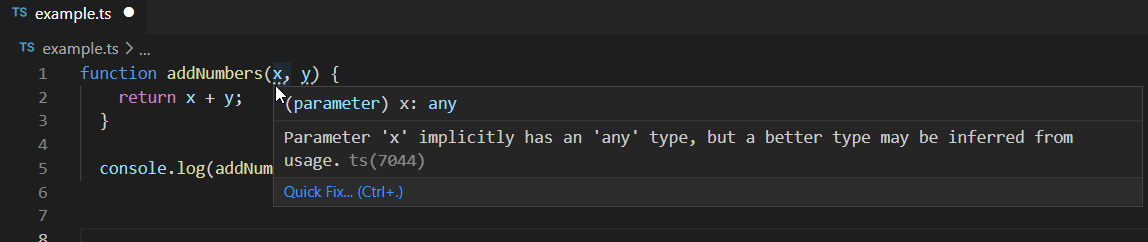 TS example.ts
TS example.ts > ...
1 function addNumbers(x, y) {
2 return x + y;
(parameter) x: any
3 }
Parameter 'x' implicitly has an 'any' type, but a better type may be inferred from
4
usage. ts(7044)
5 console.log(addNum
Quick Fix... (Ctrl+.)
6
7
8